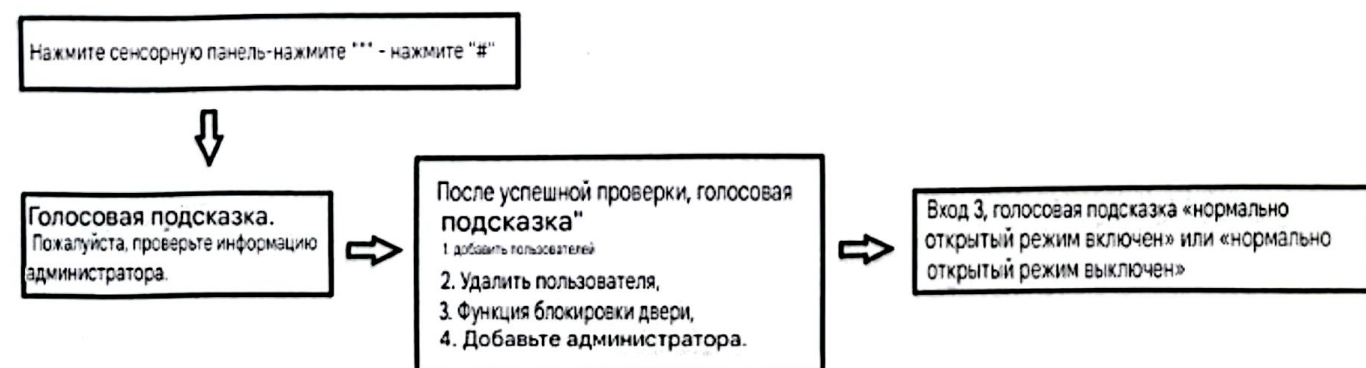 Нажмите сенсорную панель-нажмите "*" - нажмите "#"
Голосовая подсказка.
Пожалуйста, проверьте информацию
администратора.
После успешной проверки, голосовая
подсказка"
1 добавить пользователей
2. Удалить пользователя,
3. Функция блокировки двери,
4. Добавьте администратора.
Вход 3, голосовая подсказка «нормально
открытый режим включен» или «нормально
открытый режим выключен»